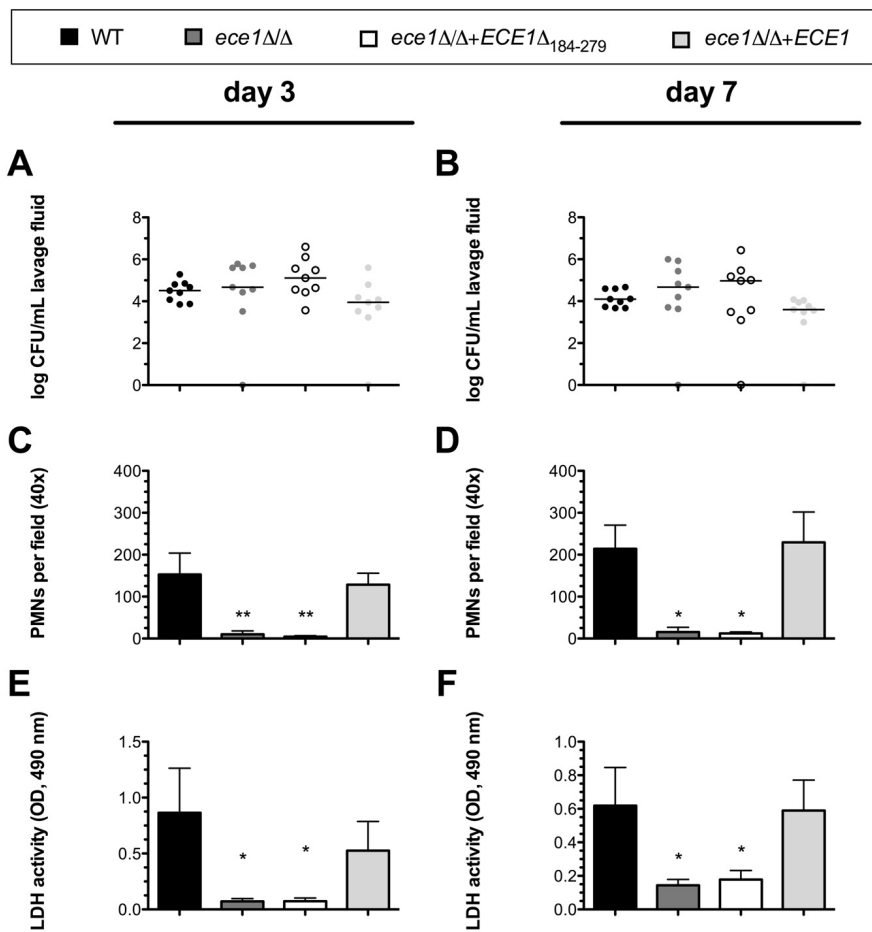 WT ece1Δ/Δ ece1Δ/Δ+ECE1Δ184-279 ece1Δ/Δ+ECE1
day 3 day 7
A
log CFU/mL lavage fluid
8
6
4
2
0
B
log CFU/mL lavage fluid
8
6
4
2
0
C
PMNs per field (40x)
400
300
200
100
0
** **
D
PMNs per field (40x)
400
300
200
100
0
* *
E
LDH activity (OD, 490 nm)
1.5
1.0
0.5
0.0
* *
F
LDH activity (OD, 490 nm)
1.0
0.8
0.6
0.4
0.2
0.0
* *